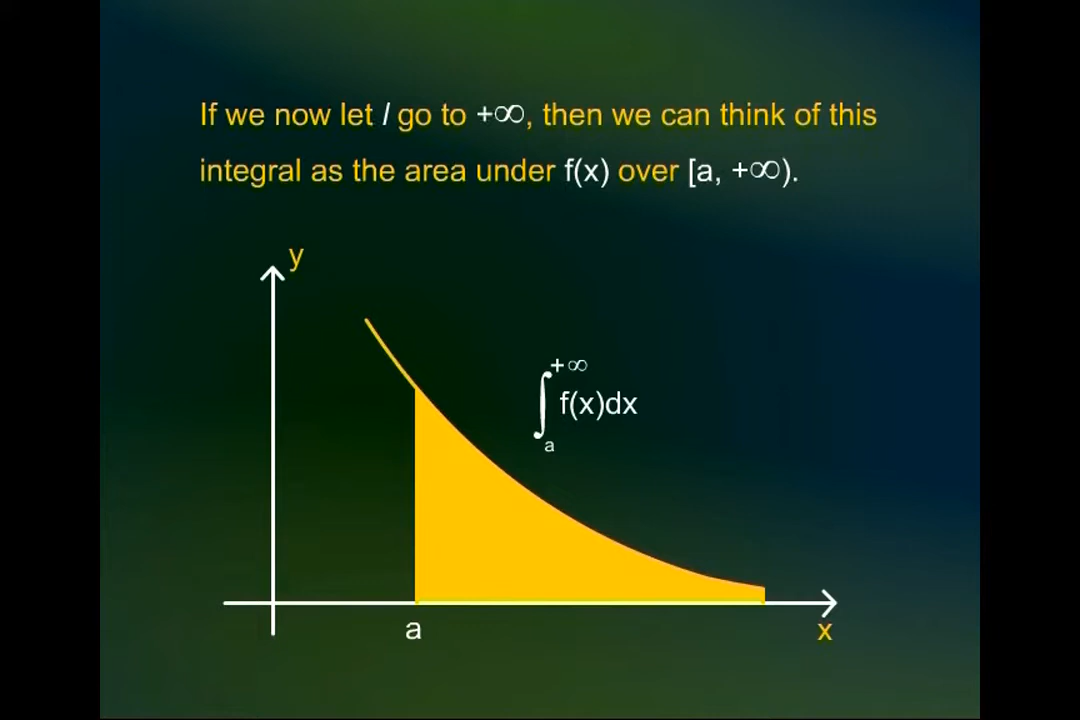 If we now let l go to +∞, then we can think of this
integral as the area under f(x) over [a, +∞).
y
+∞
∫ f(x)dx
a
a
x